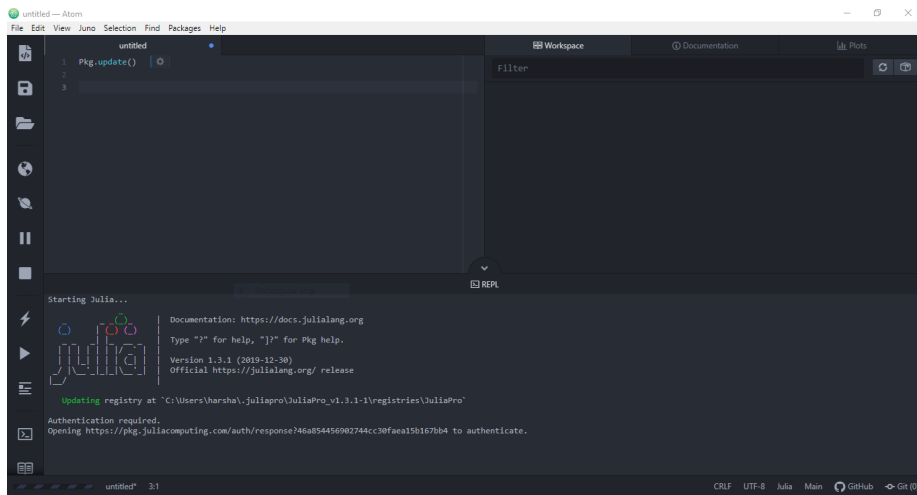 untitled — Atom
File Edit View Juno Selection Find Packages Help
untitled
Workspace
Documentation
Plots
1 Pkg.update()
2
3
Filter
REPL
Starting Julia...
Documentation: https://docs.julialang.org
Type "?" for help, "]?" for Pkg help.
Version 1.3.1 (2019-12-30)
Official https://julialang.org/ release
Updating registry at `C:\Users\harsha\.juliapro\JuliaPro_v1.3.1-1\registries\JuliaPro`
Authentication required.
Opening https://pkg.juliacomputing.com/auth/response?46a854456902744cc30faea15b167bb4 to authenticate.
untitled* 3:1
CRLF UTF-8 Julia Main GitHub Git (0